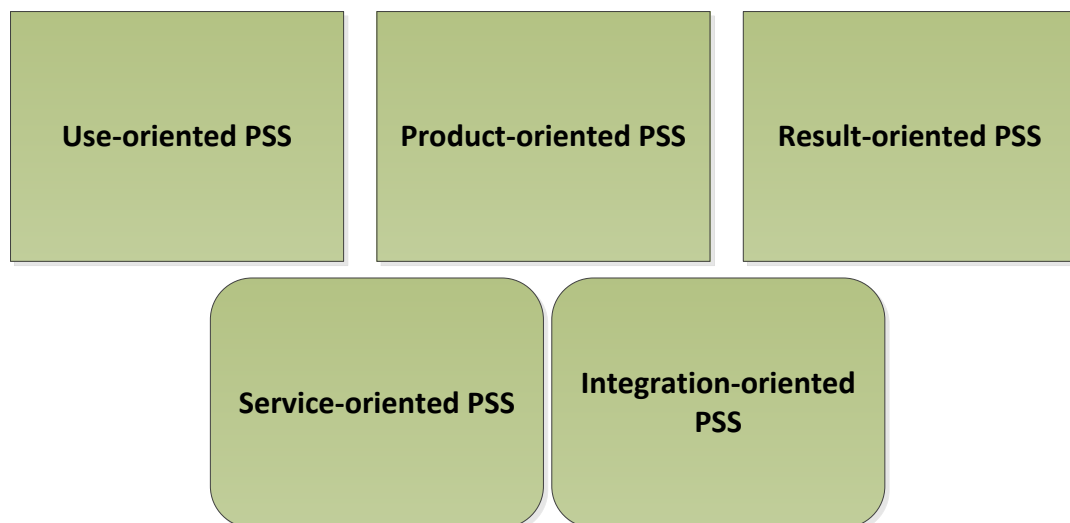 Use-oriented PSS
Product-oriented PSS
Result-oriented PSS
Service-oriented PSS
Integration-oriented
PSS